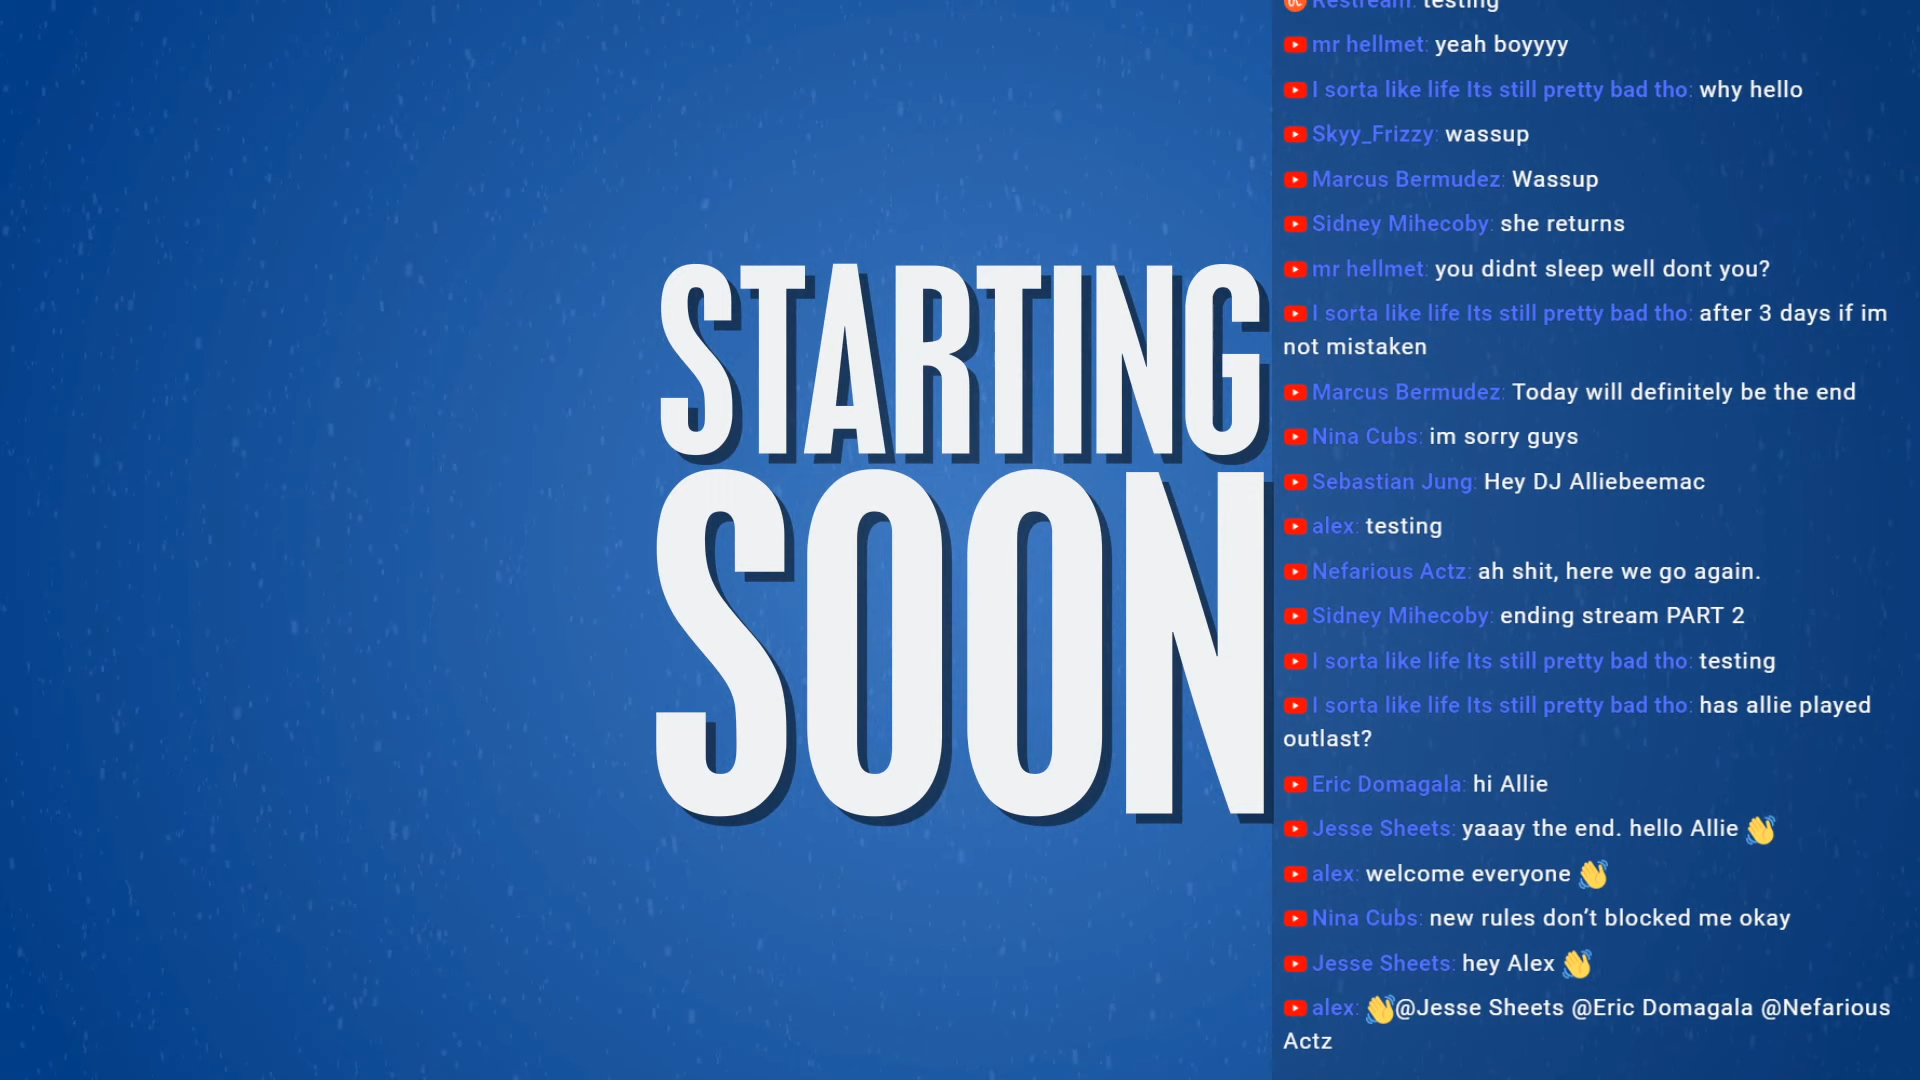 STARTING
SOON
Restream: testing
mr hellmet: yeah boyyyy
I sorta like life Its still pretty bad tho: why hello
Skyy_Frizzy: wassup
Marcus Bermudez: Wassup
Sidney Mihecoby: she returns
mr hellmet: you didnt sleep well dont you?
I sorta like life Its still pretty bad tho: after 3 days if im
not mistaken
Marcus Bermudez: Today will definitely be the end
Nina Cubs: im sorry guys
Sebastian Jung: Hey DJ Alliebeemac
alex: testing
Nefarious Actz: ah shit, here we go again.
Sidney Mihecoby: ending stream PART 2
I sorta like life Its still pretty bad tho: testing
I sorta like life Its still pretty bad tho: has allie played
outlast?
Eric Domagala: hi Allie
Jesse Sheets: yaaay the end. hello Allie 👋
alex: welcome everyone 👋
Nina Cubs: new rules don’t blocked me okay
Jesse Sheets: hey Alex 👋
alex: 👋@Jesse Sheets @Eric Domagala @Nefarious
Actz